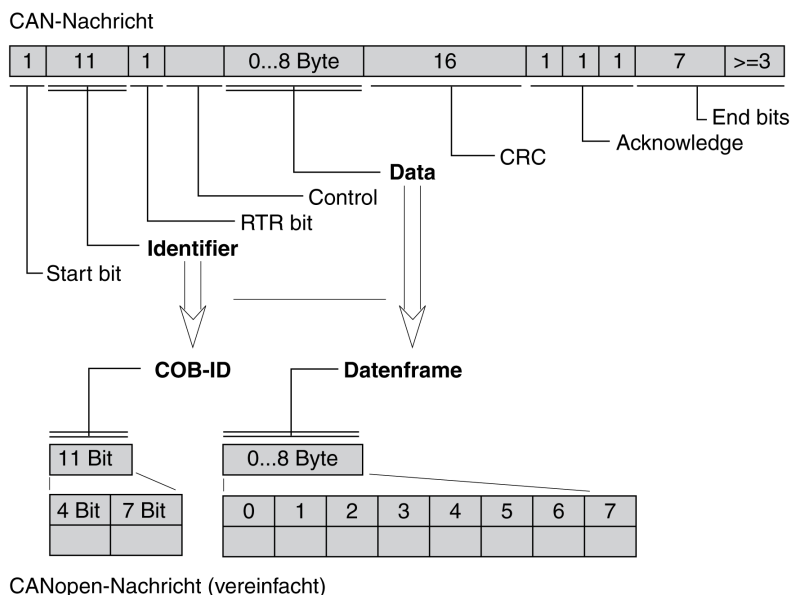 CAN-Nachricht
1 11 1 0...8 Byte 16 1 1 1 7 >=3
End bits
Acknowledge
CRC
Data
Control
RTR bit
Identifier
Start bit
COB-ID Datenframe
11 Bit 0...8 Byte
4 Bit 7 Bit 0 1 2 3 4 5 6 7
CANopen-Nachricht (vereinfacht)